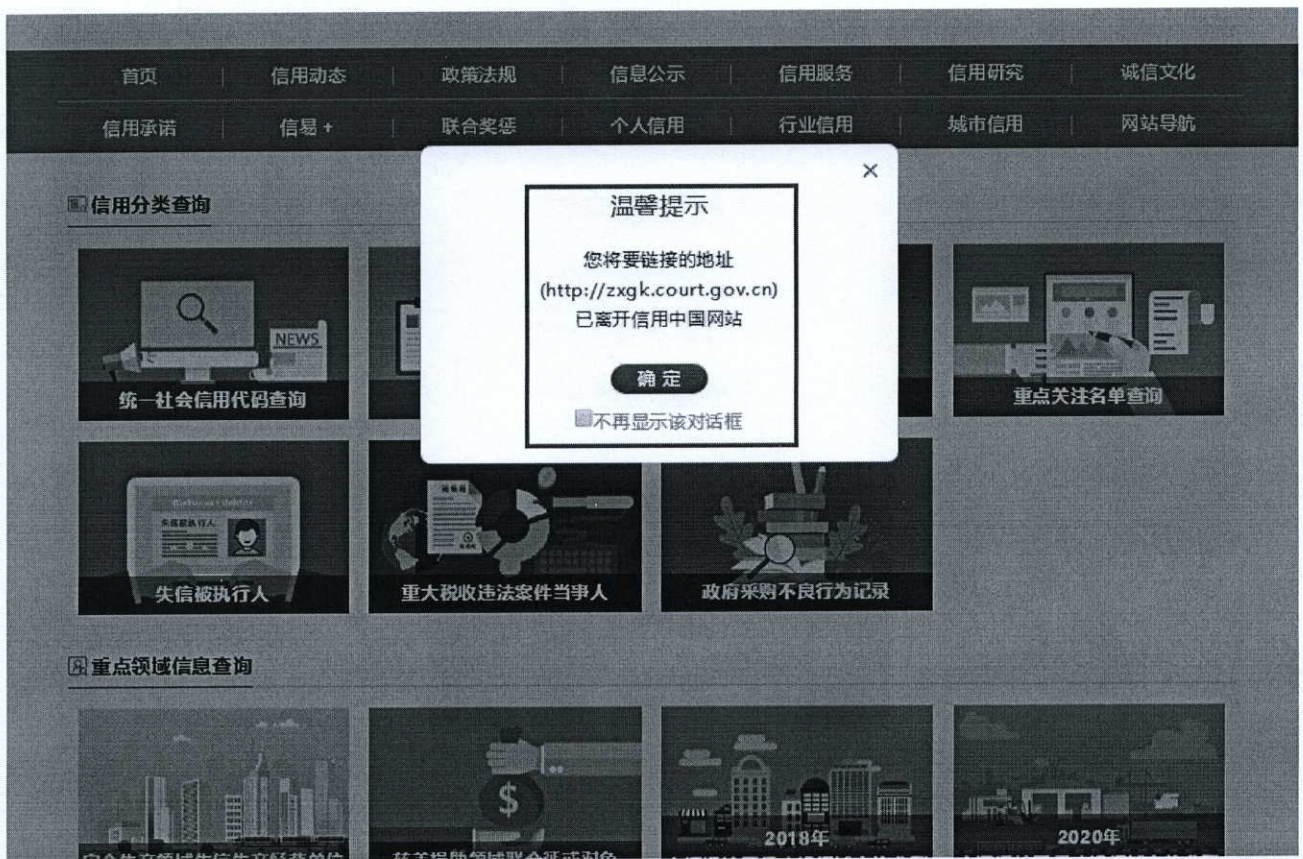 首页 信用动态 政策法规 信息公示 信用服务 信用研究 诚信文化
信用承诺 信易+ 联合奖惩 个人信用 行业信用 城市信用 网站导航
信用分类查询
×
温馨提示
您将要链接的地址
(http://zxgk.court.gov.cn)
已离开信用中国网站
确定
不再显示该对话框
NEWS
统一社会信用代码查询
重点关注名单查询
失信被执行人
失信被执行人
重大税收违法案件当事人
政府采购不良行为记录
重点领域信息查询
$
2018年
2020年